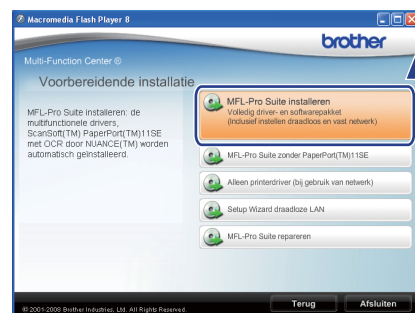 Macromedia Flash Player 8
brother
Multi-Function Center ®
Voorbereidende installatie
MFL-Pro Suite installeren: de
multifunctionele drivers,
ScanSoft(TM) PaperPort(TM)11SE
met OCR door NUANCE(TM) worden
automatisch geïnstalleerd.
MFL-Pro Suite installeren
Volledig driver- en softwarepakket
(Inclusief instellen draadloos en vast netwerk)
MFL-Pro Suite zonder PaperPort(TM)11SE
Alleen printerdriver (bij gebruik van netwerk)
Setup Wizard draadloze LAN
MFL-Pro Suite repareren
© 2001-2008 Brother Industries, Ltd. All Rights Reserved.
Terug
Afsluiten